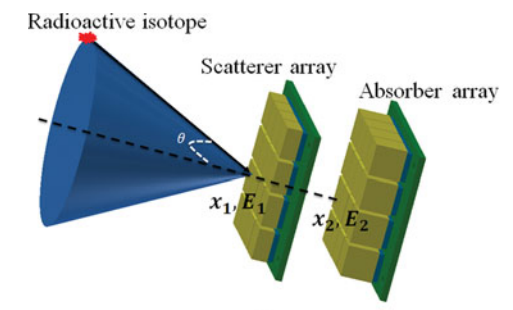 Radioactive isotope
Scatterer array
Absorber array
θ
x₁, E₁
x₂, E₂